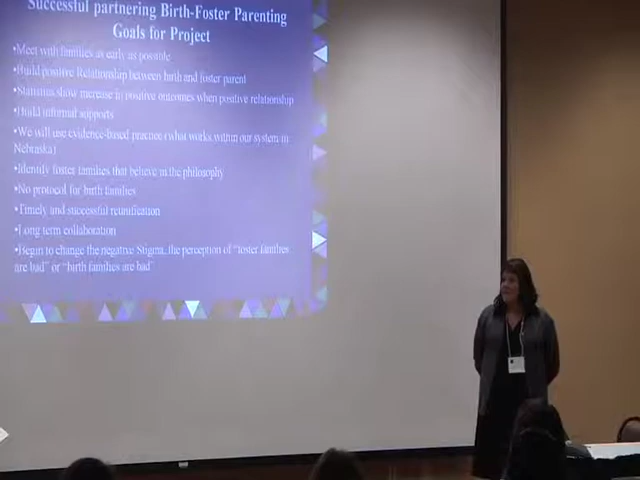 Successful partnering Birth-Foster Parenting
Goals for Project
•Meet with families as early as possible
•Build positive Relationship between birth and foster parent
•Statistics show increase in positive outcomes when positive relationship
•Build informal supports
•We will use evidence-based practice (what works within our system in
Nebraska)
•Identify foster families that believe in the philosophy
•No protocol for birth families
•Timely and successful reunification
•Long term collaboration
•Begin to change the negative Stigma, the perception of "foster families
are bad" or "birth families are bad"